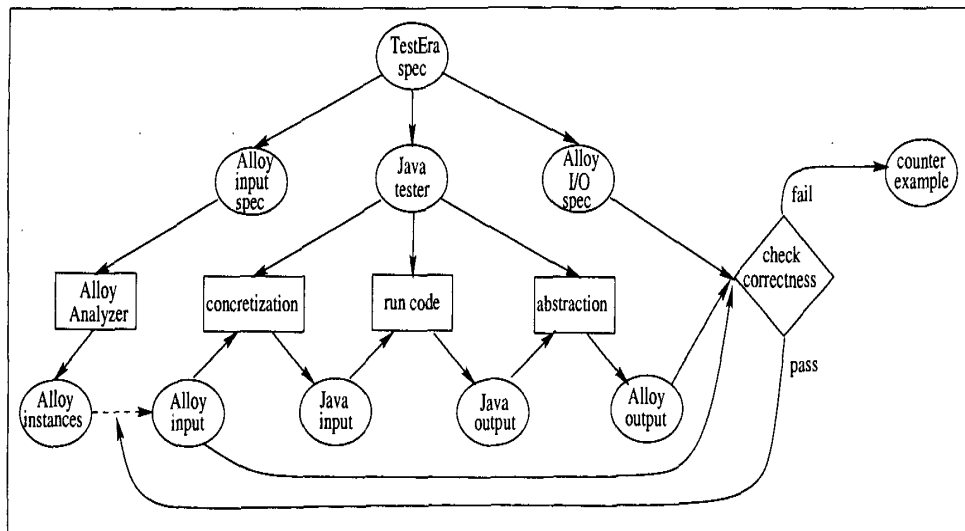 TestEra
spec
Alloy
input
spec
Java
tester
Alloy
I/O
spec
counter
example
fail
check
correctness
Alloy
Analyzer
concretization
run code
abstraction
pass
Alloy
instances
Alloy
input
Java
input
Java
output
Alloy
output